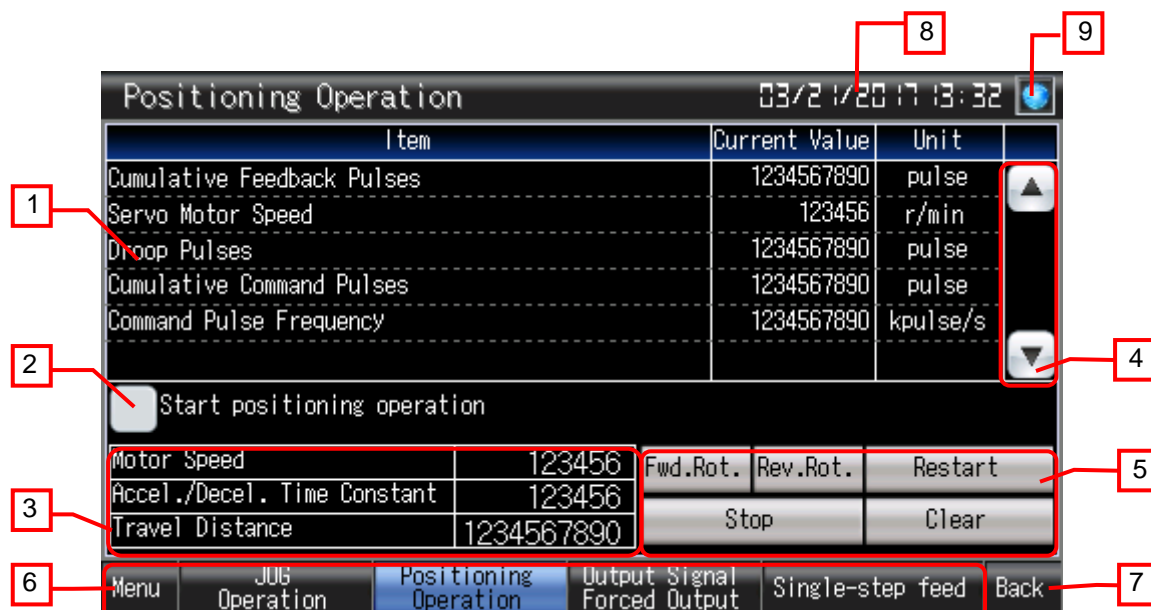 8 9
Positioning Operation 03/21/2017 13:32
Item Current Value Unit
Cumulative Feedback Pulses 1234567890 pulse
1
Servo Motor Speed 123456 r/min
Droop Pulses 1234567890 pulse
Cumulative Command Pulses 1234567890 pulse
Command Pulse Frequency 1234567890 kpulse/s
2
4
Start positioning operation
Motor Speed 123456
Accel./Decel. Time Constant 123456
Travel Distance 1234567890
3
Fwd.Rot. Rev.Rot. Restart
Stop Clear
5
6
Menu
JOG
Operation
Positioning
Operation
Output Signal
Forced Output
Single-step feed
Back
7